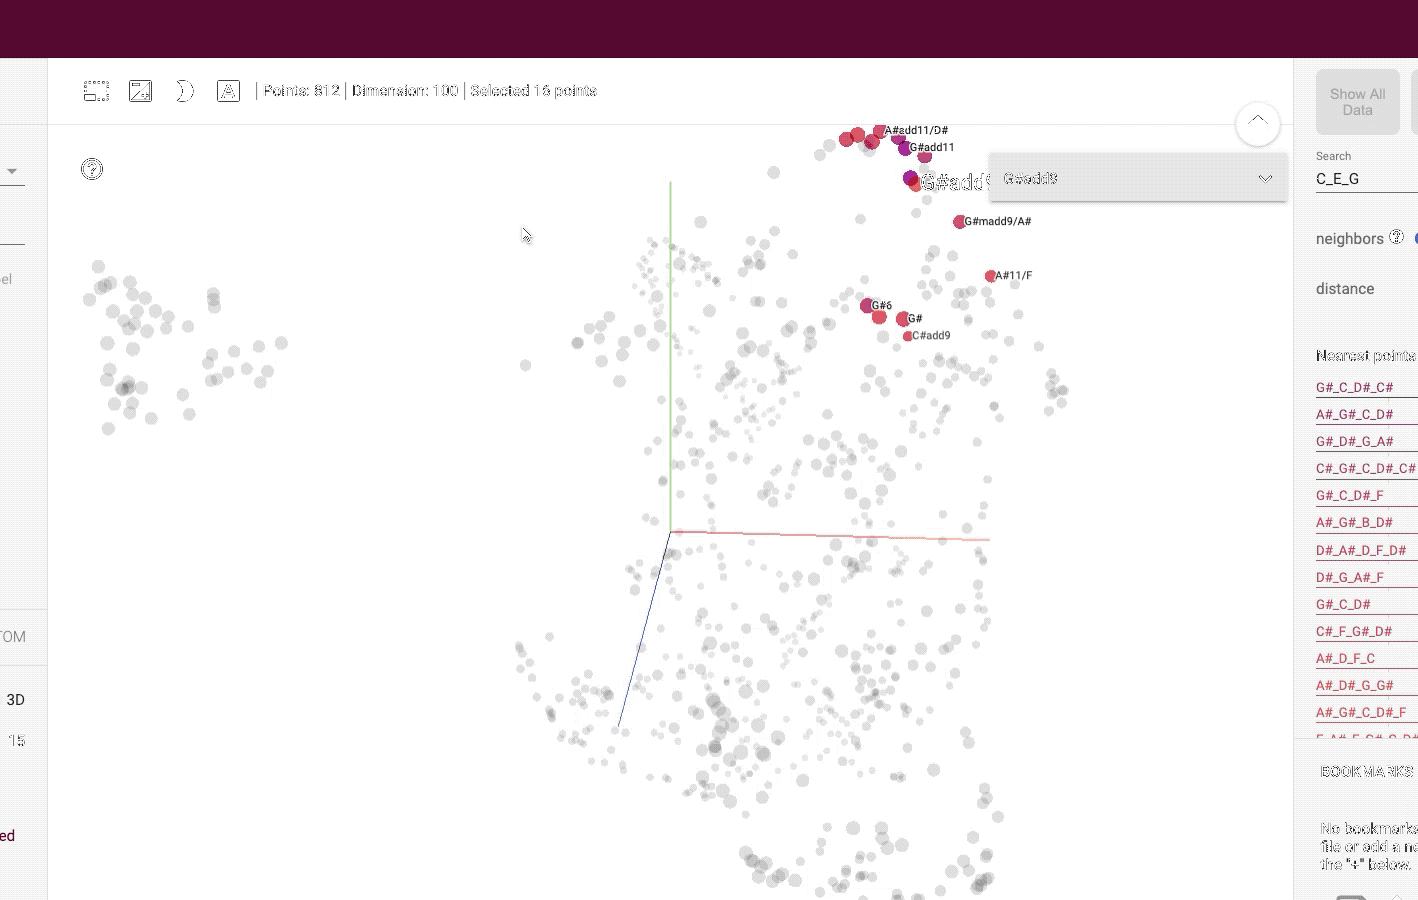 Points: 812 | Dimension: 100 | Selected 16 points
Show All
Data
Search
C_E_G
neighbors
distance
Nearest points
G#_C_D#_C#
A#_G#_C_D#
G#_D#_G_A#
C#_G#_C_D#_C#
G#_C_D#_F
A#_G#_B_D#
D#_A#_D_F_D#
D#_G_A#_F
G#_C_D#
C#_F_G#_D#
A#_D_F_C
A#_D#_G_G#
A#_G#_C_D#_F
BOOKMARKS
No bookmarks
file or add a ne
the "+" below.
A#add11/D#
G#add11
G#add9
G#add9
G#madd9/A#
A#11/F
G#6
G#
C#add9
el
TOM
3D
15
ed